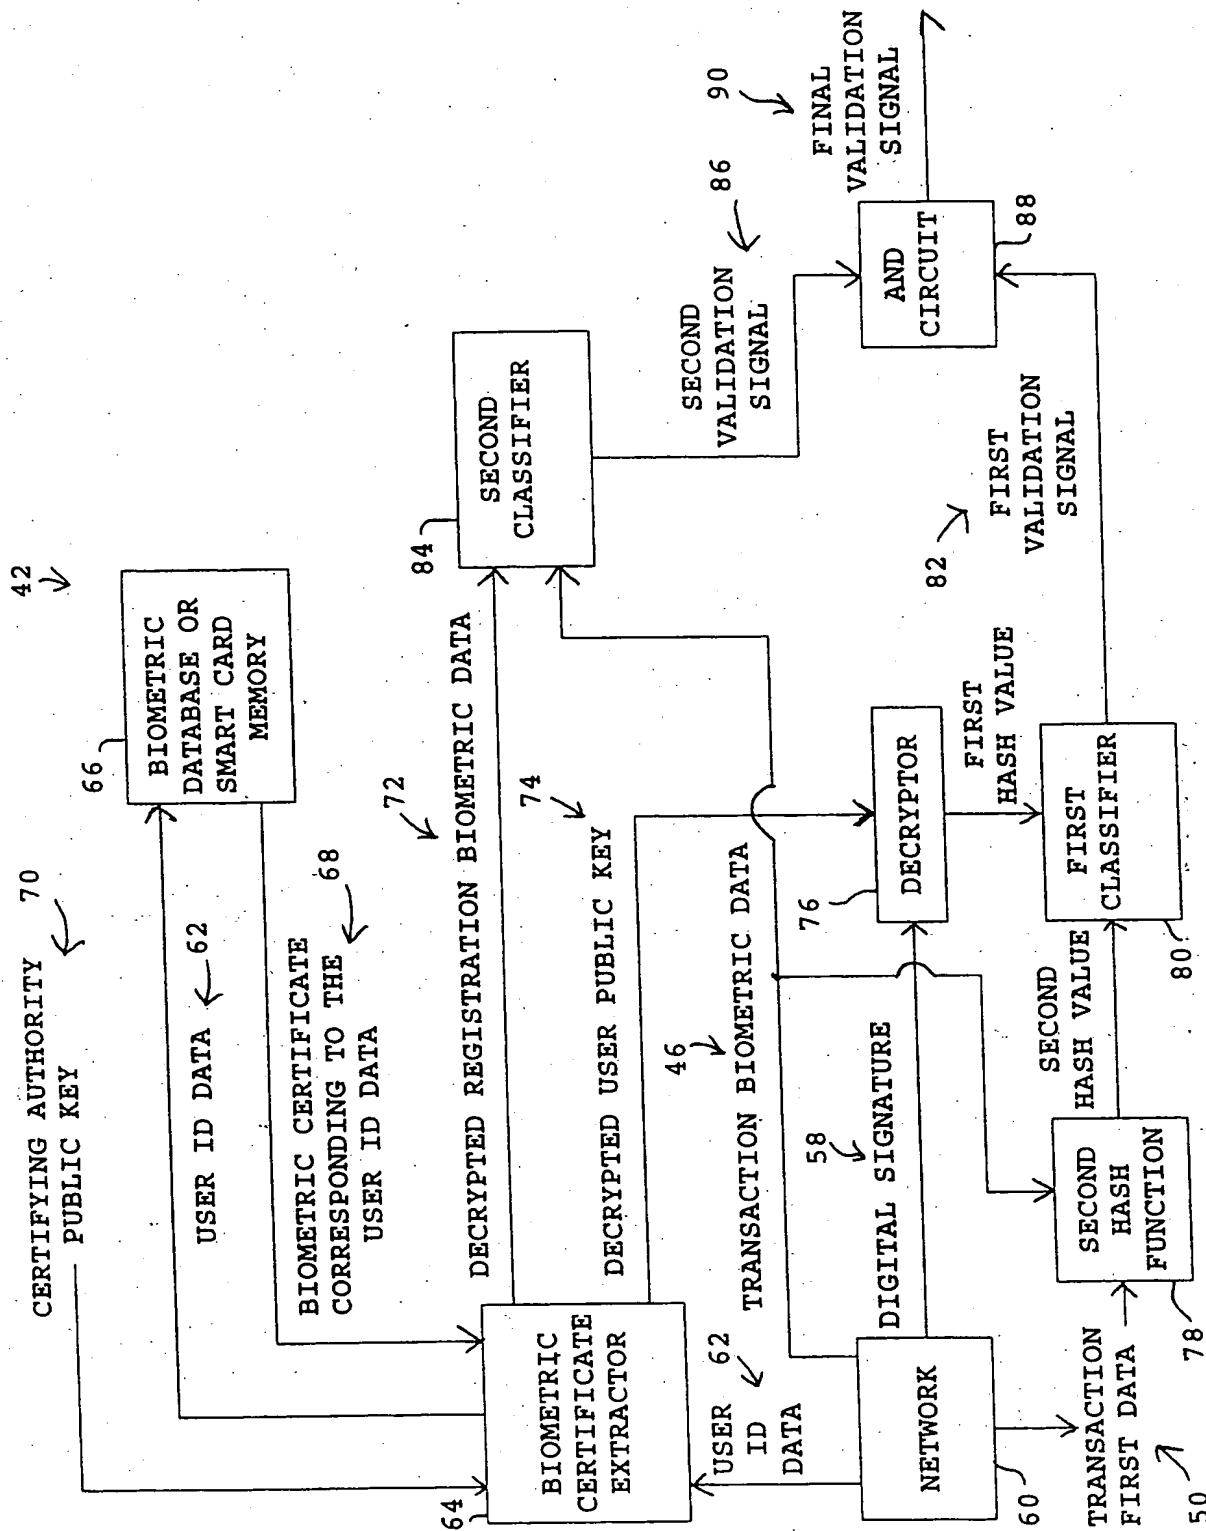 42
CERTIFYING AUTHORITY
PUBLIC KEY
70
66
BIOMETRIC
DATABASE OR
SMART CARD
MEMORY
USER ID DATA
62
BIOMETRIC CERTIFICATE
CORRESPONDING TO THE
USER ID DATA
68
64
BIOMETRIC
CERTIFICATE
EXTRACTOR
72
DECRYPTED REGISTRATION BIOMETRIC DATA
74
DECRYPTED USER PUBLIC KEY
84
SECOND
CLASSIFIER
SECOND
VALIDATION
SIGNAL
86
USER
ID
DATA
62
46
TRANSACTION BIOMETRIC DATA
58
DIGITAL SIGNATURE
76
DECRYPTOR
FIRST
HASH VALUE
NETWORK
60
TRANSACTION
FIRST DATA
50
SECOND
HASH
FUNCTION
78
SECOND
HASH VALUE
FIRST
CLASSIFIER
80
82
FIRST
VALIDATION
SIGNAL
AND
CIRCUIT
88
90
FINAL
VALIDATION
SIGNAL